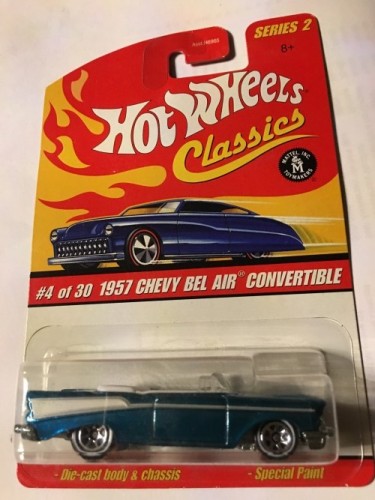 SERIES 2
8+
Hot Wheels
Classics
MATTEL, INC.
M
TOYMAKERS
#4 of 30 1957 CHEVY BEL AIR® CONVERTIBLE
- Die-cast body & chassis
- Special Paint